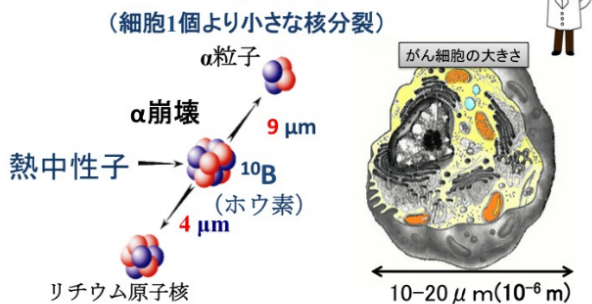 （細胞1個より小さな核分裂）
α粒子
がん細胞の大きさ
α崩壊
9 μm
熱中性子
¹⁰B
（ホウ素）
4 μm
リチウム原子核
10-20μm(10⁻⁶ m)